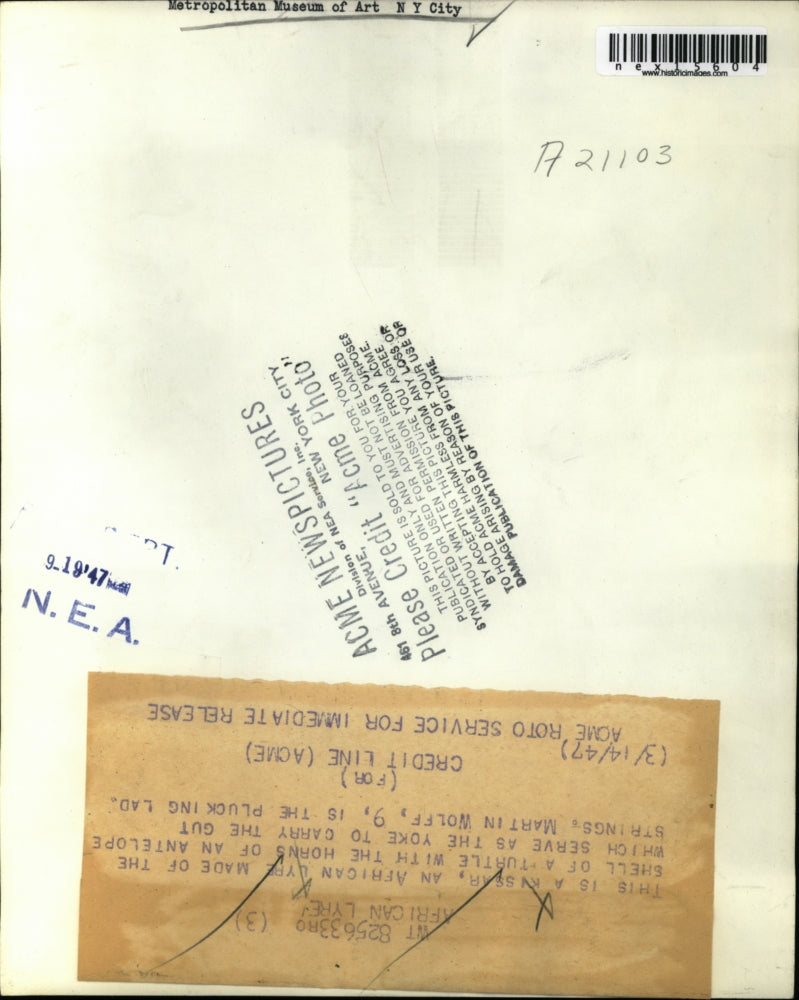 Metropolitan Museum of Art N Y City
nex15604
www.historicimages.com
A 21103
ACME NEWSPICTURES
Division of NEA Service, Inc.
461 8th AVENUE, NEW YORK CITY
Please Credit "Acme Photo"
THIS PICTURE IS SOLD TO YOU FOR YOUR
PUBLICATION ONLY AND MUST NOT BE LOANED
SYNDICATED OR USED FOR ADVERTISING PURPOSES
WITHOUT WRITTEN PERMISSION FROM ACME.
BY ACCEPTING THIS PICTURE YOU AGREE
TO HOLD ACME HARMLESS FROM ANY LOSS OR
DAMAGE ARISING BY REASON OF YOUR USE OR
PUBLICATION OF THIS PICTURE.
9-19'47
N. E. A.
WT 825633RO (3)
AFRICAN LYRE
THIS IS A KISSAR, AN AFRICAN LYRE MADE OF THE
SHELL OF A TURTLE WITH THE HORNS OF AN ANTELOPE
WHICH SERVE AS THE YOKE TO CARRY THE GUT
STRINGS. MARTIN WOLFF, 9, IS THE PLUCKING LAD.
(FOR)
CREDIT LINE (ACME)
(3/14/47)
ACME ROTO SERVICE FOR IMMEDIATE RELEASE